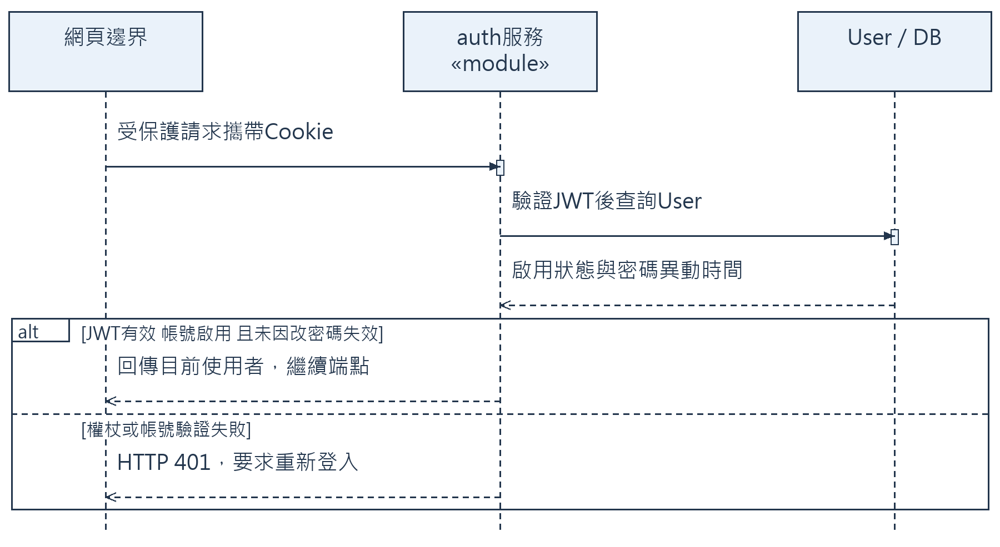 網頁邊界
auth服務
«module»
User / DB
受保護請求攜帶Cookie
驗證JWT後查詢User
啟用狀態與密碼異動時間
alt
[JWT有效 帳號啟用 且未因改密碼失效]
回傳目前使用者，繼續端點
[權杖或帳號驗證失敗]
HTTP 401，要求重新登入